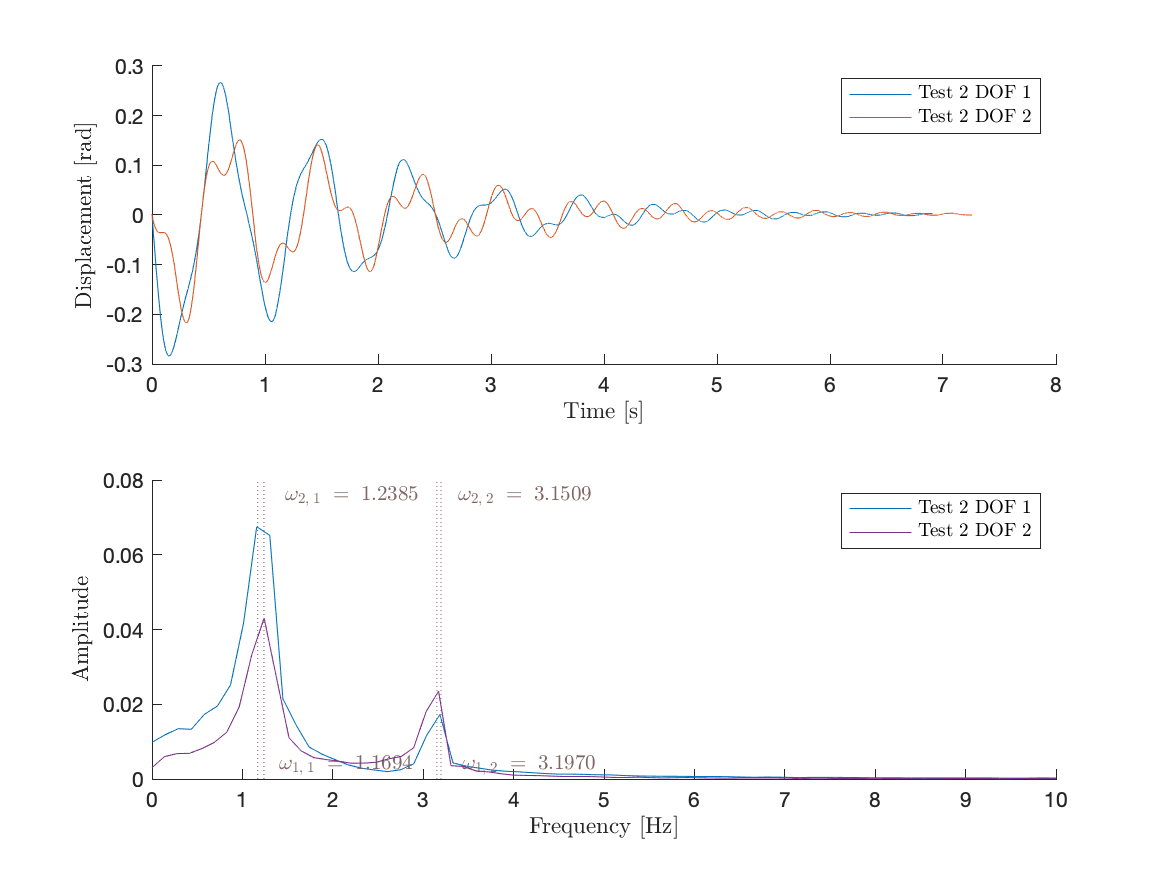 0.3
0.2
0.1
0
-0.1
-0.2
-0.3
Displacement [rad]
Test 2 DOF 1
Test 2 DOF 2
0 1 2 3 4 5 6 7 8
Time [s]
0.08
0.06
0.04
0.02
0
Amplitude
ω2, 1 = 1.2385
ω2, 2 = 3.1509
Test 2 DOF 1
Test 2 DOF 2
ω1, 1 = 1.1694
ω1, 2 = 3.1970
0 1 2 3 4 5 6 7 8 9 10
Frequency [Hz]